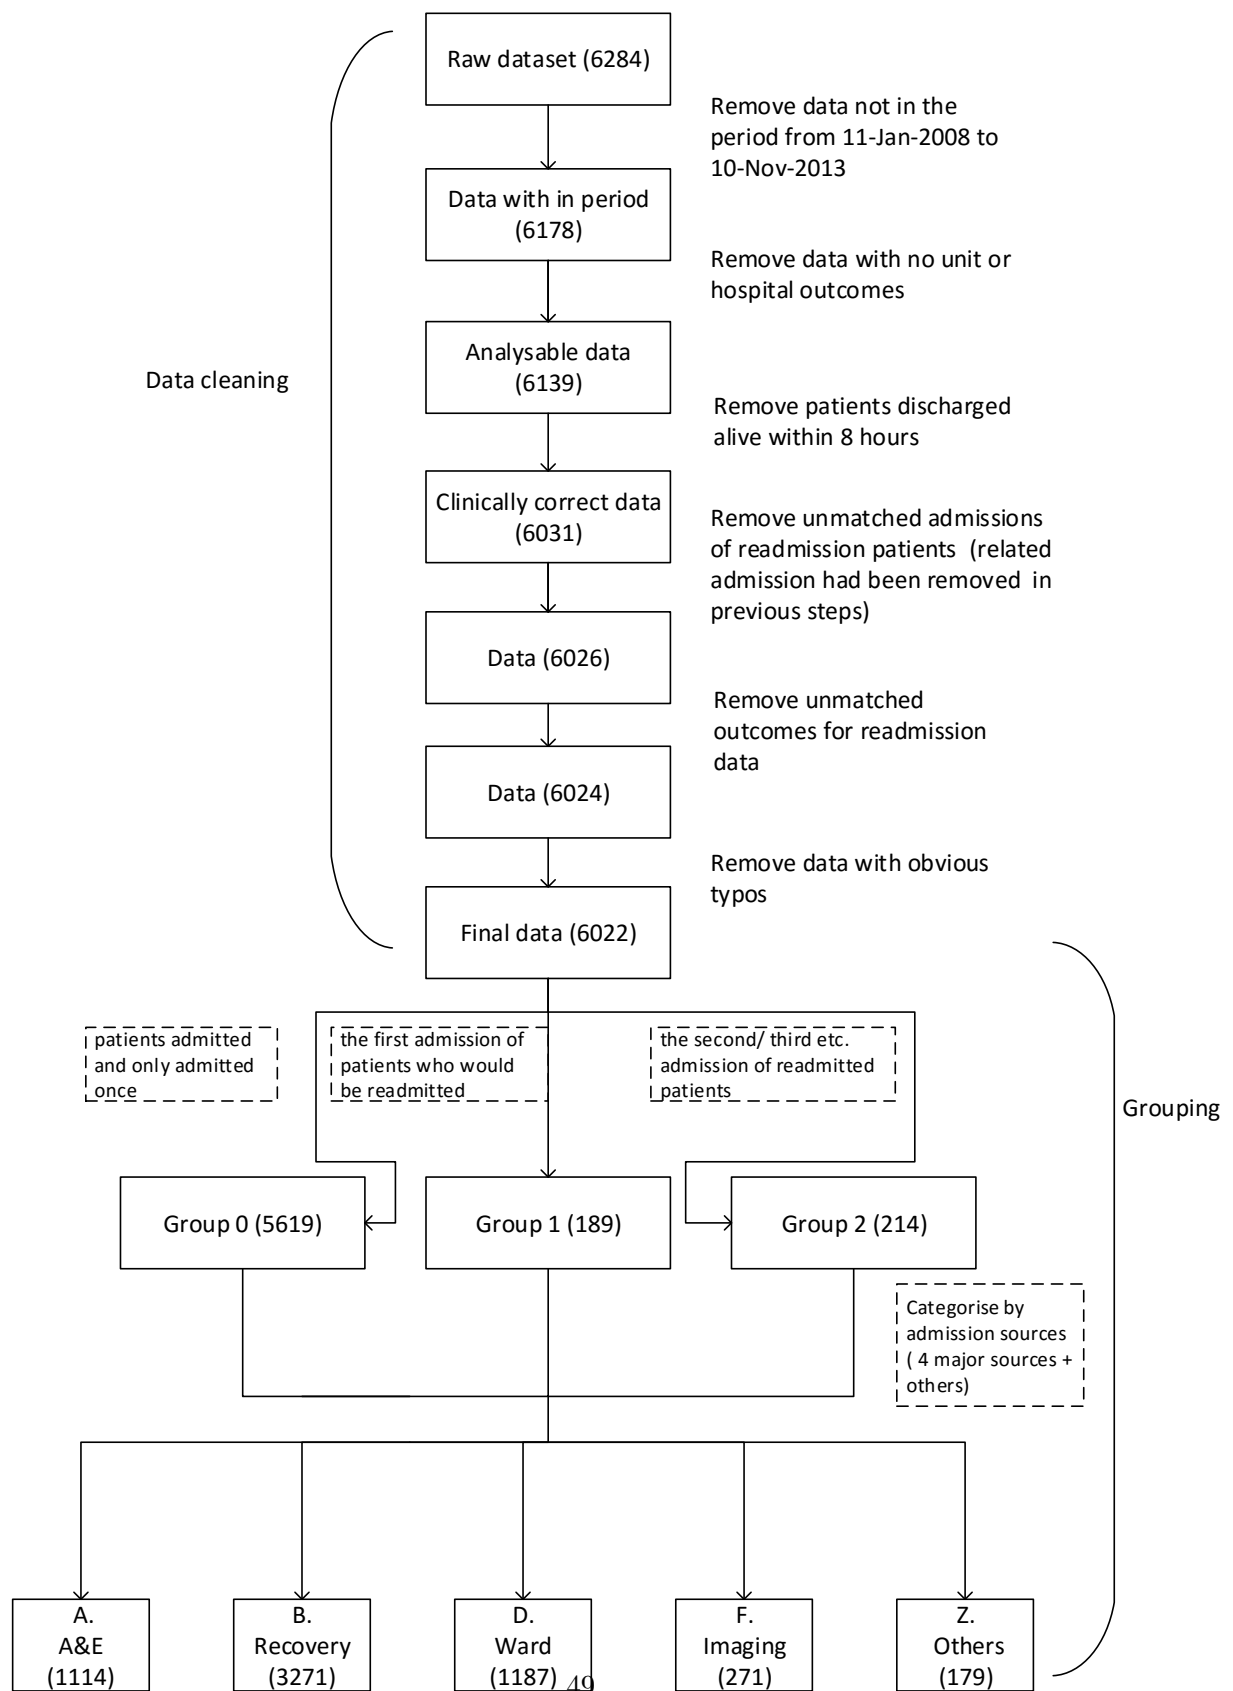 Raw dataset (6284)
Remove data not in the
period from 11-Jan-2008 to
10-Nov-2013
Data with in period
(6178)
Remove data with no unit or
hospital outcomes
Analysable data
(6139)
Data cleaning
Remove patients discharged
alive within 8 hours
Clinically correct data
(6031)
Remove unmatched admissions
of readmission patients  (related
admission had been removed  in
previous steps)
Data (6026)
Remove unmatched
outcomes for readmission
data
Data (6024)
Remove data with obvious
typos
Final data (6022)
patients admitted
and only admitted
once
the first admission of
patients who would
be readmitted
the second/ third etc.
admission of readmitted
patients
Grouping
Group 0 (5619)
Group 1 (189)
Group 2 (214)
Categorise by
admission sources
( 4 major sources +
others)
A.
A&E
(1114)
B.
Recovery
(3271)
D.
Ward
(1187)
F.
Imaging
(271)
Z.
Others
(179)
49